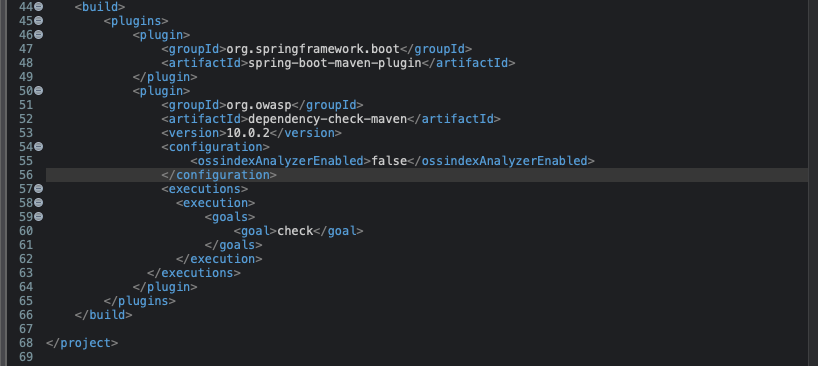 44 <build>
45 <plugins>
46 <plugin>
47 <groupId>org.springframework.boot</groupId>
48 <artifactId>spring-boot-maven-plugin</artifactId>
49 </plugin>
50 <plugin>
51 <groupId>org.owasp</groupId>
52 <artifactId>dependency-check-maven</artifactId>
53 <version>10.0.2</version>
54 <configuration>
55 <ossindexAnalyzerEnabled>false</ossindexAnalyzerEnabled>
56 </configuration>
57 <executions>
58 <execution>
59 <goals>
60 <goal>check</goal>
61 </goals>
62 </execution>
63 </executions>
64 </plugin>
65 </plugins>
66 </build>
67
68 </project>
69